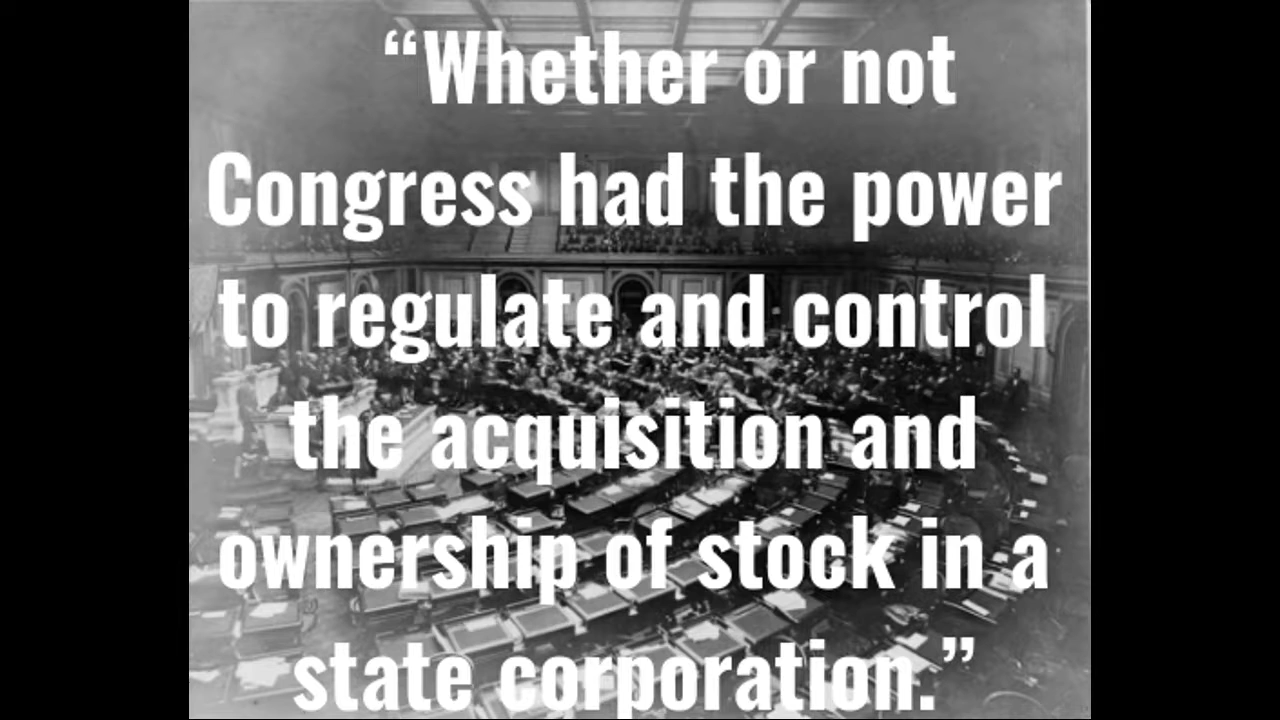 “Whether or not
Congress had the power
to regulate and control
the acquisition and
ownership of stock in a
state corporation.”